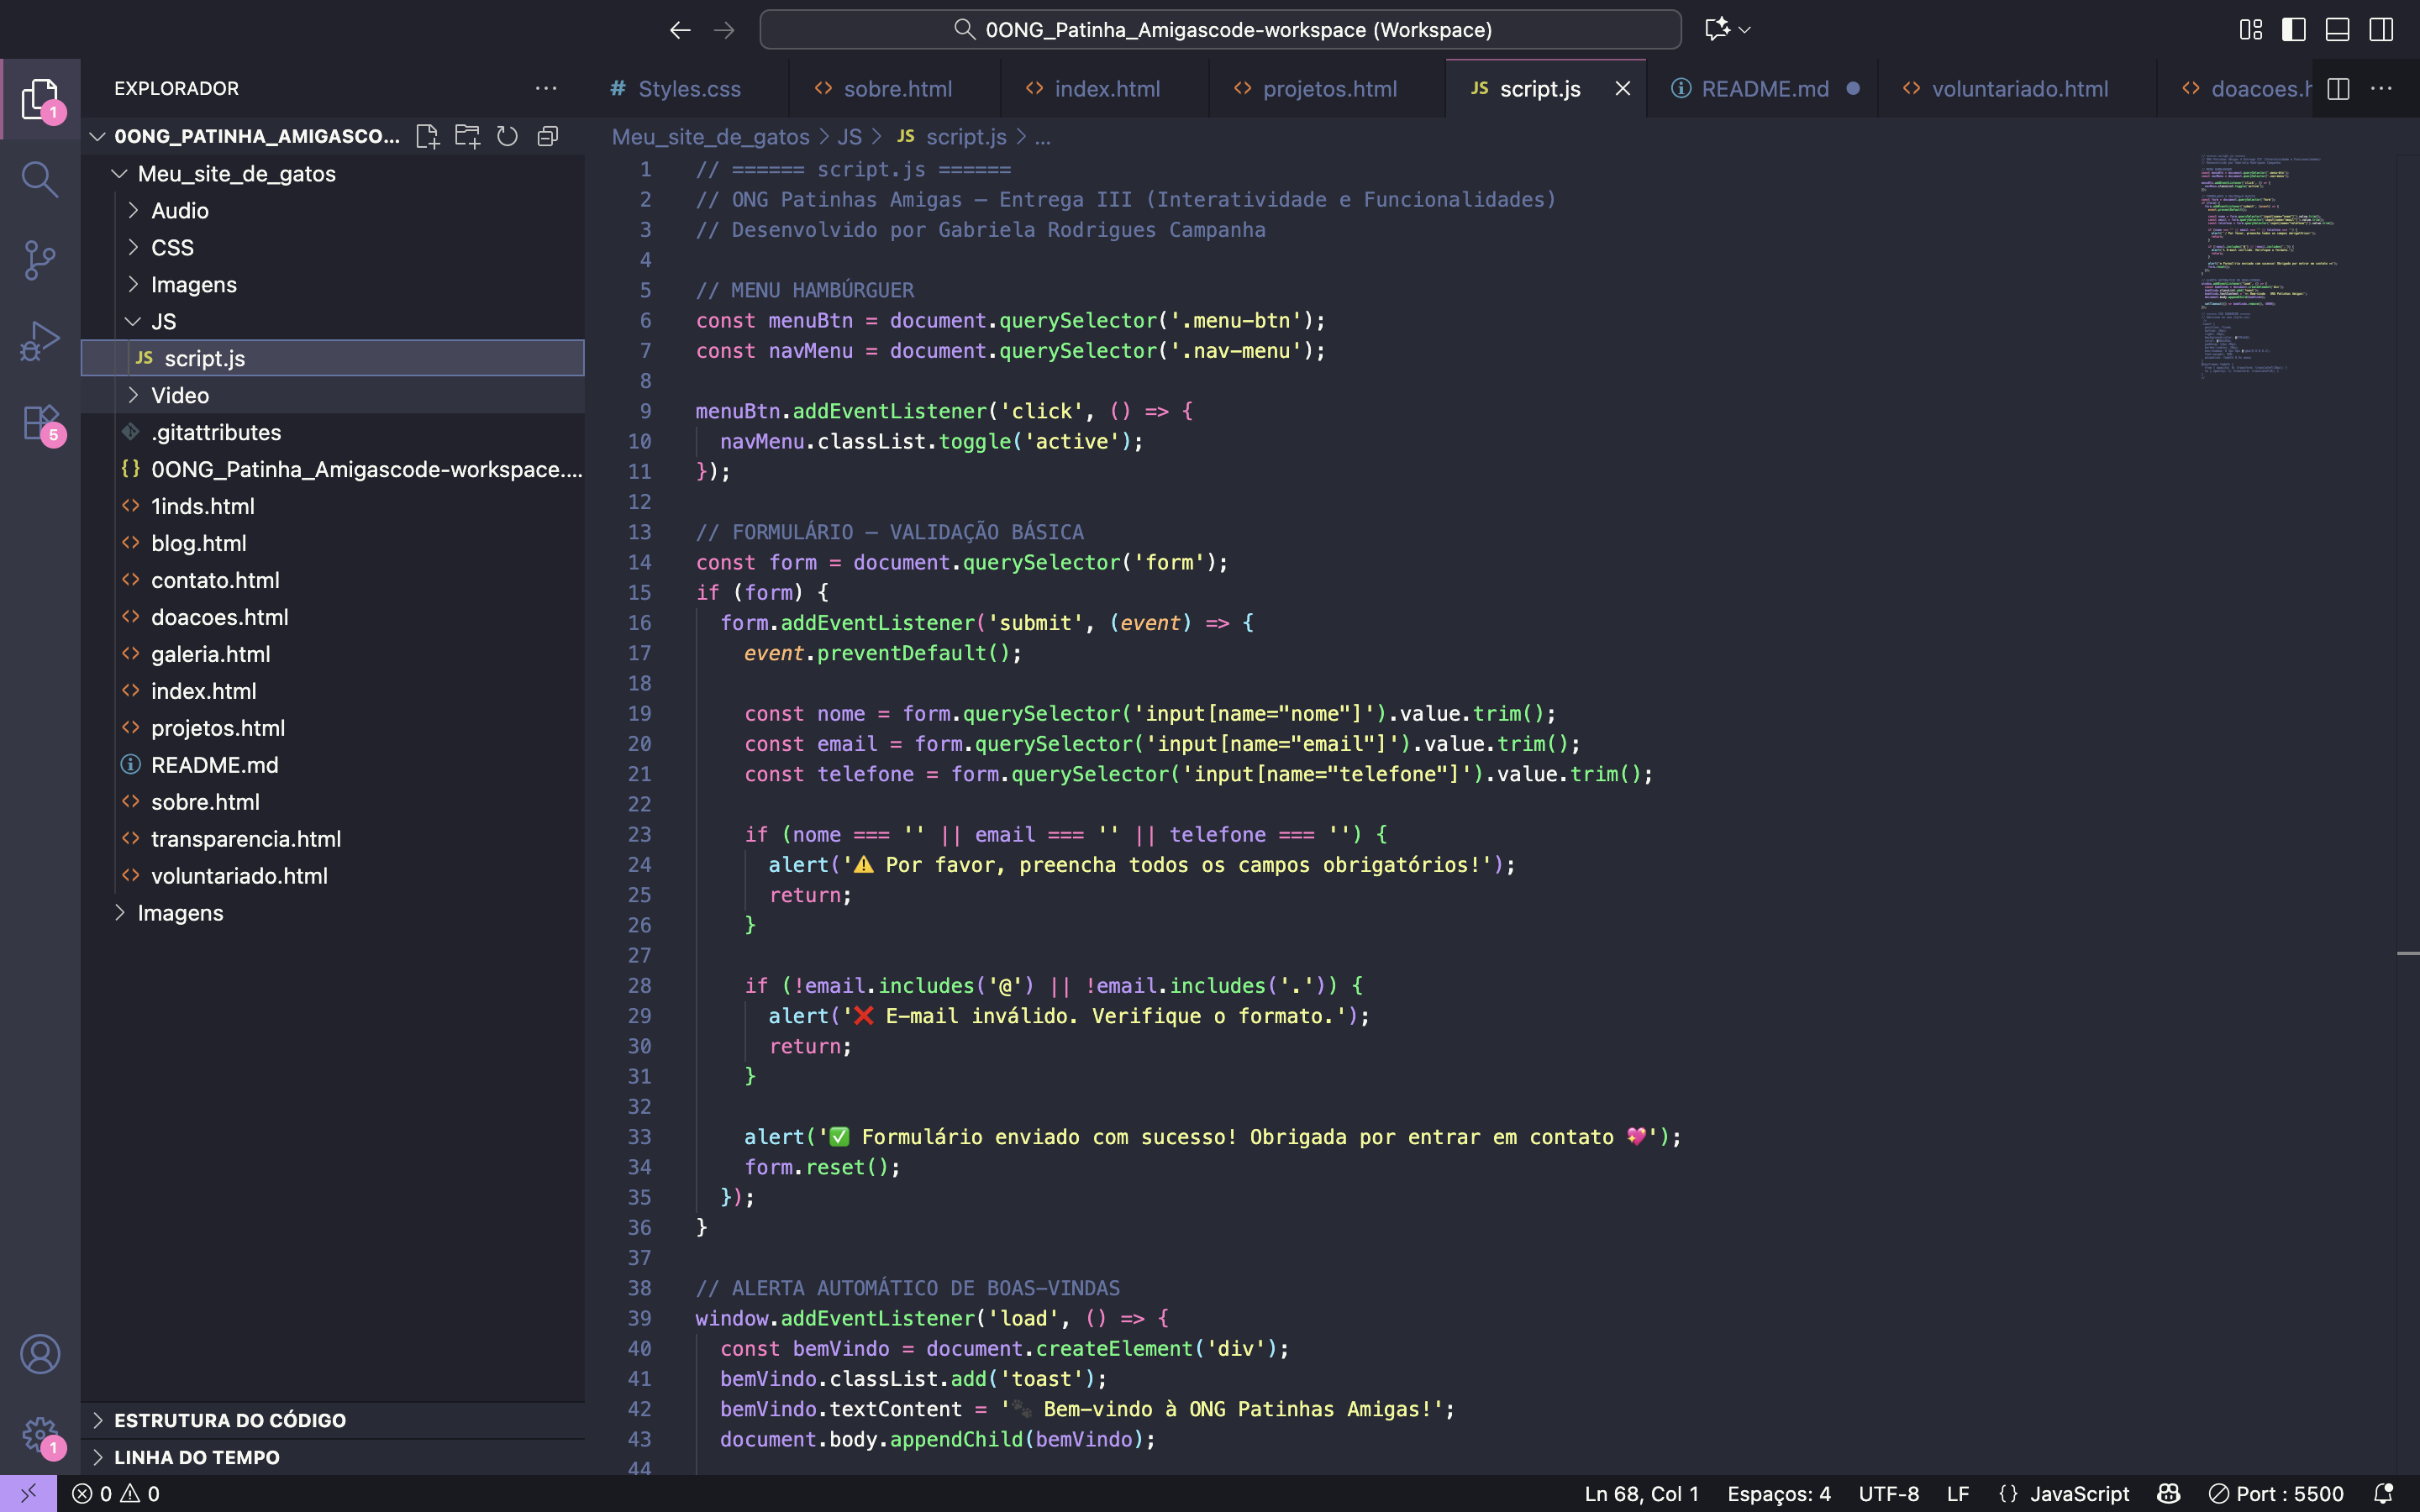 0ONG_Patinha_Amigascode-workspace (Workspace)
EXPLORADOR
0ONG_PATINHA_AMIGASCO...
Meu_site_de_gatos
Audio
CSS
Imagens
JS
JS script.js
Video
.gitattributes
{} 0ONG_Patinha_Amigascode-workspace....
<> 1inds.html
<> blog.html
<> contato.html
<> doacoes.html
<> galeria.html
<> index.html
<> projetos.html
README.md
<> sobre.html
<> transparencia.html
<> voluntariado.html
Imagens
ESTRUTURA DO CÓDIGO
LINHA DO TEMPO
1
5
1
# Styles.css <> sobre.html <> index.html <> projetos.html JS script.js README.md <> voluntariado.html <> doacoes.h
Meu_site_de_gatos > JS > JS script.js > ...
1 // ====== script.js ======
2 // ONG Patinhas Amigas – Entrega III (Interatividade e Funcionalidades)
3 // Desenvolvido por Gabriela Rodrigues Campanha
4
5 // MENU HAMBÚRGUER
6 const menuBtn = document.querySelector('.menu-btn');
7 const navMenu = document.querySelector('.nav-menu');
8
9 menuBtn.addEventListener('click', () => {
10 navMenu.classList.toggle('active');
11 });
12
13 // FORMULÁRIO – VALIDAÇÃO BÁSICA
14 const form = document.querySelector('form');
15 if (form) {
16 form.addEventListener('submit', (event) => {
17 event.preventDefault();
18
19 const nome = form.querySelector('input[name="nome"]').value.trim();
20 const email = form.querySelector('input[name="email"]').value.trim();
21 const telefone = form.querySelector('input[name="telefone"]').value.trim();
22
23 if (nome === '' || email === '' || telefone === '') {
24 alert('⚠️ Por favor, preencha todos os campos obrigatórios!');
25 return;
26 }
27
28 if (!email.includes('@') || !email.includes('.')) {
29 alert('❌ E-mail inválido. Verifique o formato.');
30 return;
31 }
32
33 alert('✅ Formulário enviado com sucesso! Obrigada por entrar em contato 💖');
34 form.reset();
35 });
36 }
37
38 // ALERTA AUTOMÁTICO DE BOAS-VINDAS
39 window.addEventListener('load', () => {
40 const bemVindo = document.createElement('div');
41 bemVindo.classList.add('toast');
42 bemVindo.textContent = '🐾 Bem-vindo à ONG Patinhas Amigas!';
43 document.body.appendChild(bemVindo);
44
0 0
Ln 68, Col 1 Espaços: 4 UTF-8 LF {} JavaScript Port : 5500